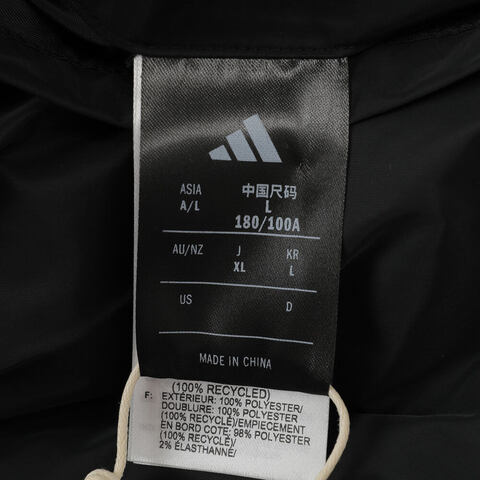 ASIA 中国尺码
A/L L
180/100A
AU/NZ J KR
XL L
US D
MADE IN CHINA
(100% RECYCLED)
F: EXTÉRIEUR: 100% POLYESTER/
DOUBLURE: 100% POLYESTER
(100% RECYCLÉ)/EMPIECEMENT
EN BORD COTE: 98% POLYESTER
(100% RECYCLÉ)/
2% ÉLASTHANNE/